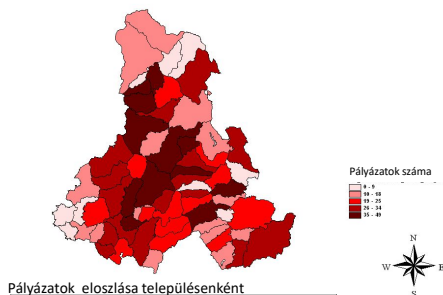 Pályázatok száma
0 - 9
10 - 18
19 - 25
26 - 34
35 - 49
N
W
E
S
Pályázatok eloszlása településenként